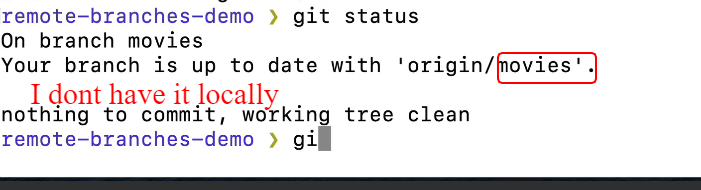 remote-branches-demo ❯ git status
On branch movies
Your branch is up to date with 'origin/movies'.
I dont have it locally
nothing to commit, working tree clean
remote-branches-demo ❯ gi